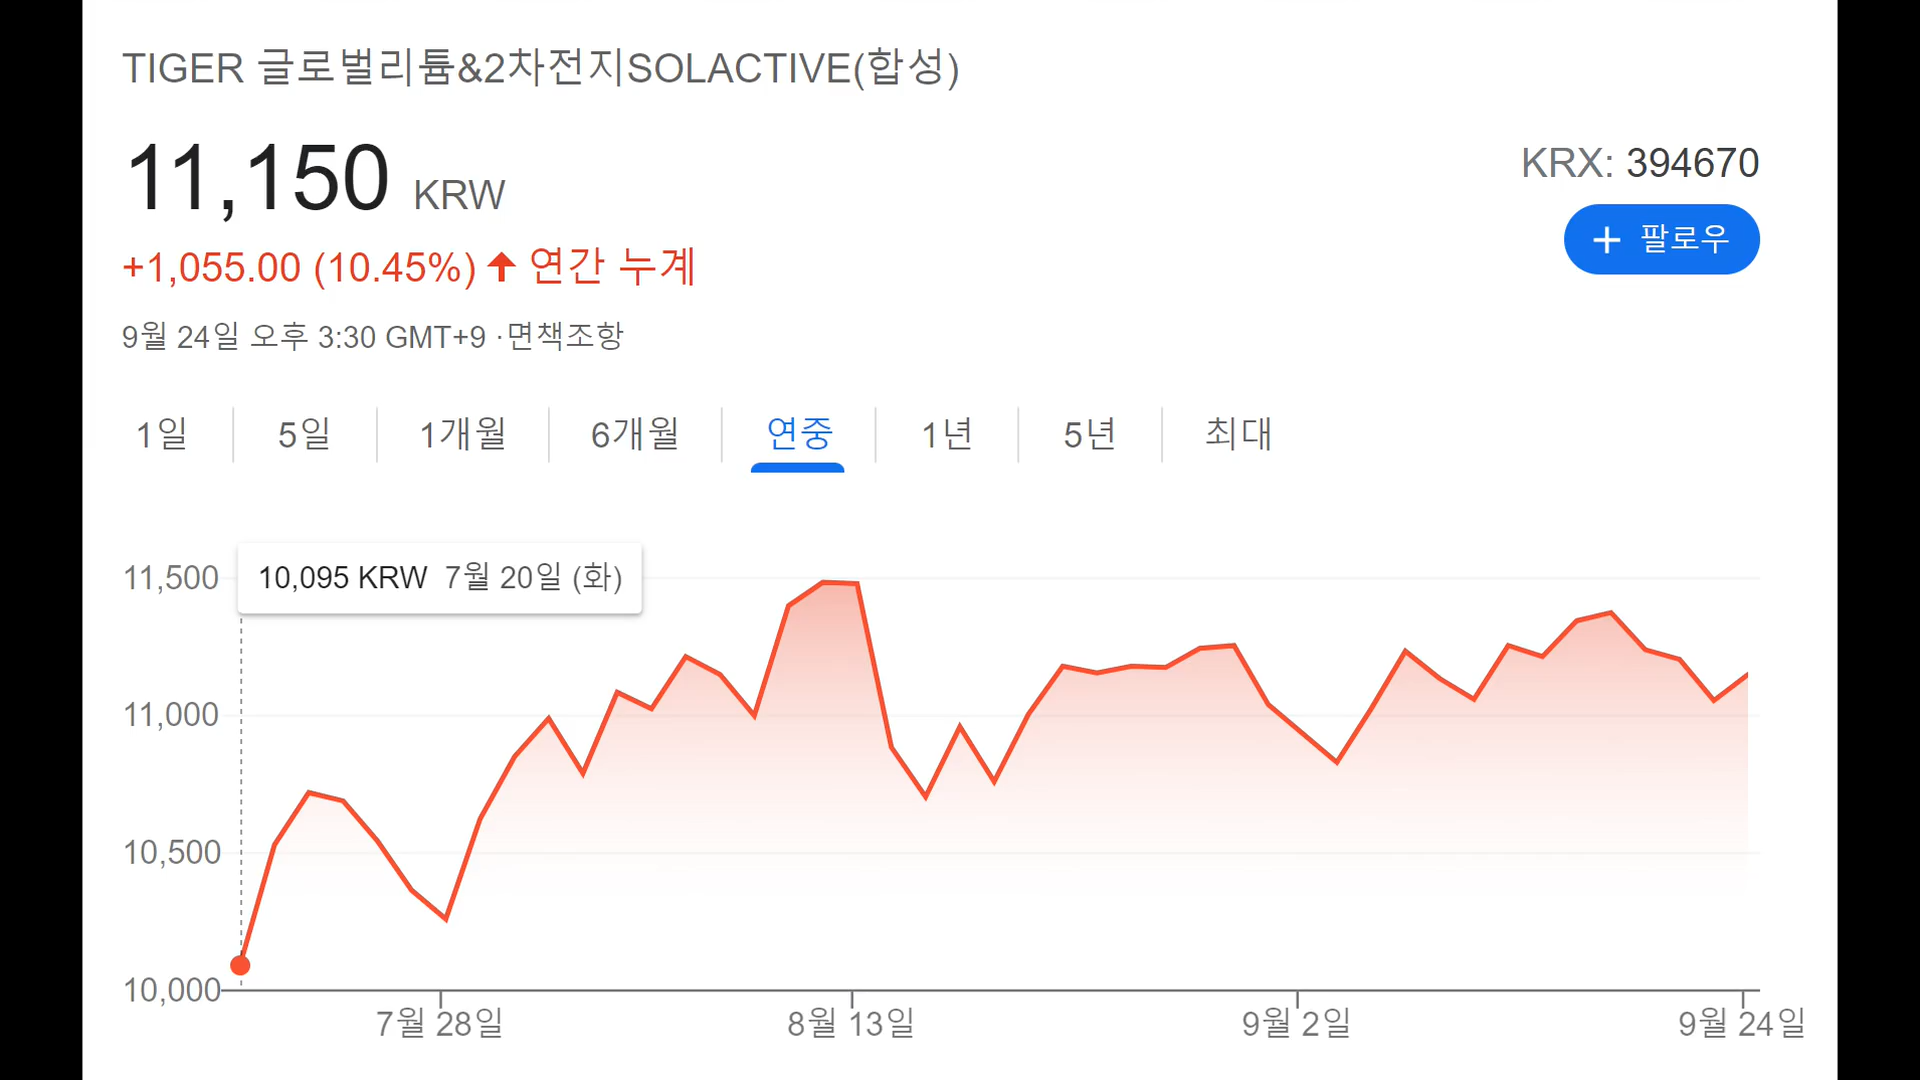 TIGER 글로벌리튬&2차전지SOLACTIVE(합성)
11,150 KRW
KRX: 394670
+ 팔로우
+1,055.00 (10.45%) ↑ 연간 누계
9월 24일 오후 3:30 GMT+9 ·면책조항
1일 5일 1개월 6개월 연중 1년 5년 최대
11,500
10,095 KRW 7월 20일 (화)
11,000
10,500
10,000
7월 28일 8월 13일 9월 2일 9월 24일